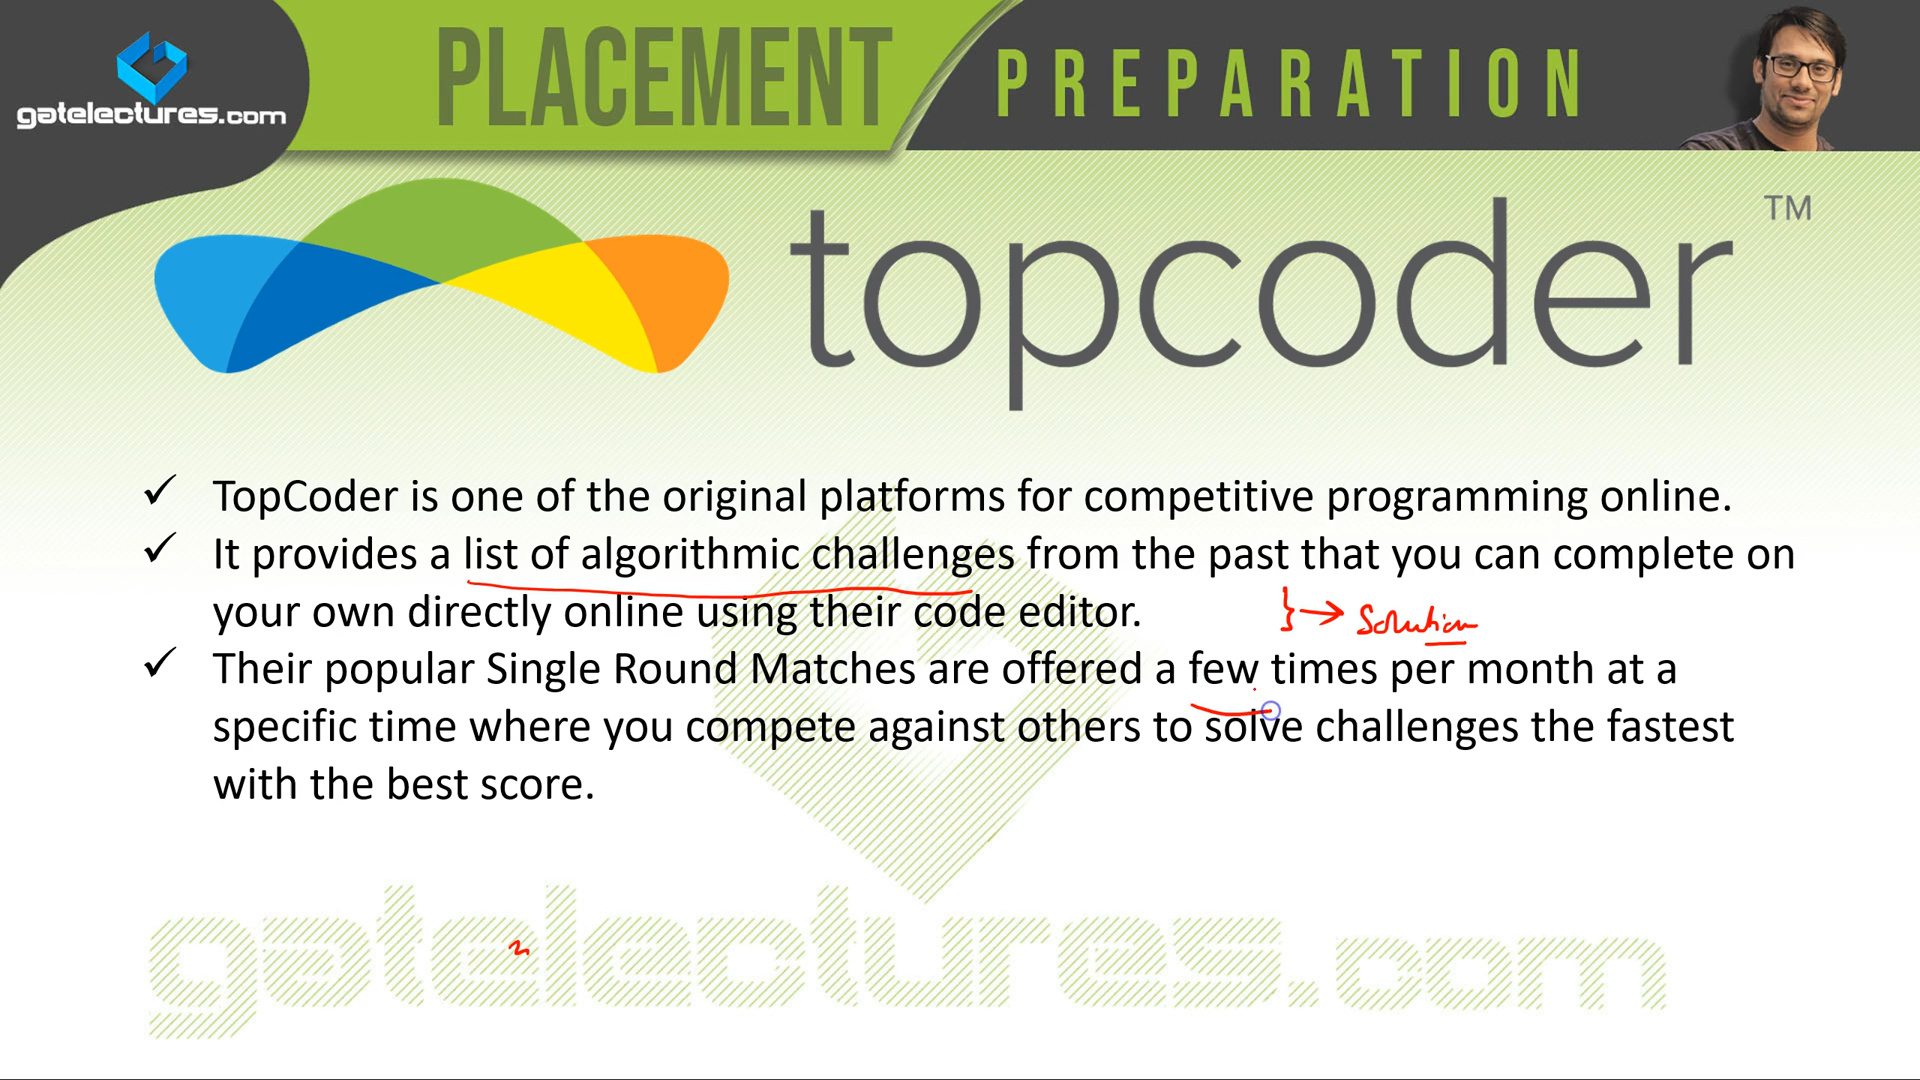 gatelectures.com
PLACEMENT PREPARATION
topcoder TM
✓ TopCoder is one of the original platforms for competitive programming online.
✓ It provides a list of algorithmic challenges from the past that you can complete on
your own directly online using their code editor.
} → Solution
✓ Their popular Single Round Matches are offered a few times per month at a
specific time where you compete against others to solve challenges the fastest
with the best score.
gatelectures.com